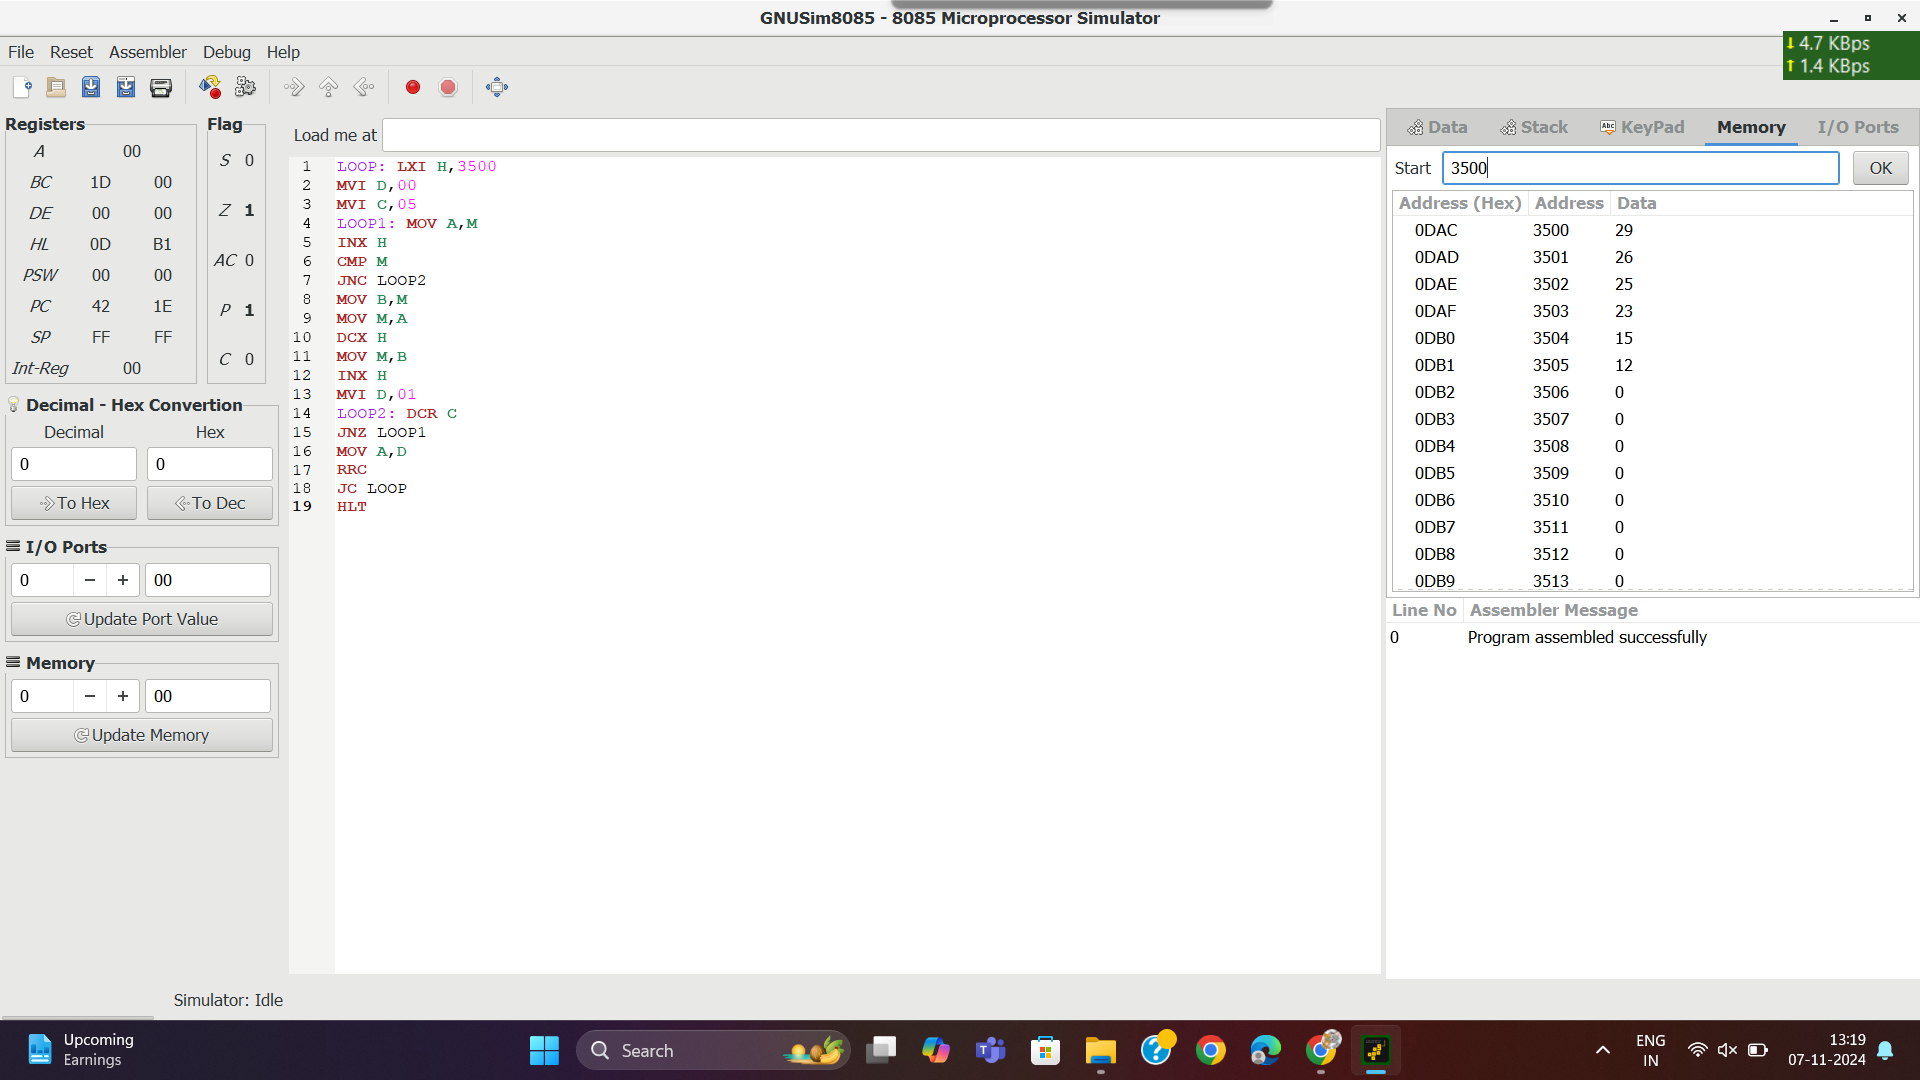 GNUSim8085 - 8085 Microprocessor Simulator
File Reset Assembler Debug Help
4.7 KBps
1.4 KBps
Registers
A 00
BC 1D 00
DE 00 00
HL 0D B1
PSW 00 00
PC 42 1E
SP FF FF
Int-Reg 00
Flag
S 0
Z 1
AC 0
P 1
C 0
Decimal - Hex Convertion
Decimal Hex
0 0
To Hex To Dec
I/O Ports
0 − + 00
Update Port Value
Memory
0 − + 00
Update Memory
Load me at
1 LOOP: LXI H,3500
2 MVI D,00
3 MVI C,05
4 LOOP1: MOV A,M
5 INX H
6 CMP M
7 JNC LOOP2
8 MOV B,M
9 MOV M,A
10 DCX H
11 MOV M,B
12 INX H
13 MVI D,01
14 LOOP2: DCR C
15 JNZ LOOP1
16 MOV A,D
17 RRC
18 JC LOOP
19 HLT
Data Stack Abc KeyPad Memory I/O Ports
Start 3500 OK
Address (Hex) Address Data
0DAC 3500 29
0DAD 3501 26
0DAE 3502 25
0DAF 3503 23
0DB0 3504 15
0DB1 3505 12
0DB2 3506 0
0DB3 3507 0
0DB4 3508 0
0DB5 3509 0
0DB6 3510 0
0DB7 3511 0
0DB8 3512 0
0DB9 3513 0
Line No Assembler Message
0 Program assembled successfully
Simulator: Idle
Upcoming
Earnings
Search
ENG
IN
13:19
07-11-2024